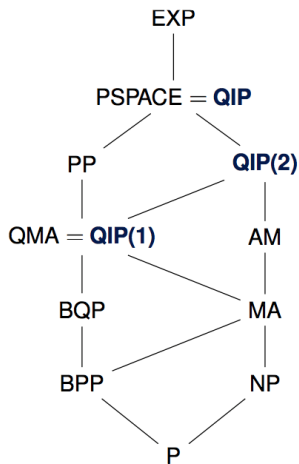 EXP
PSPACE = QIP
PP
QIP(2)
QMA = QIP(1)
AM
BQP
MA
BPP
NP
P